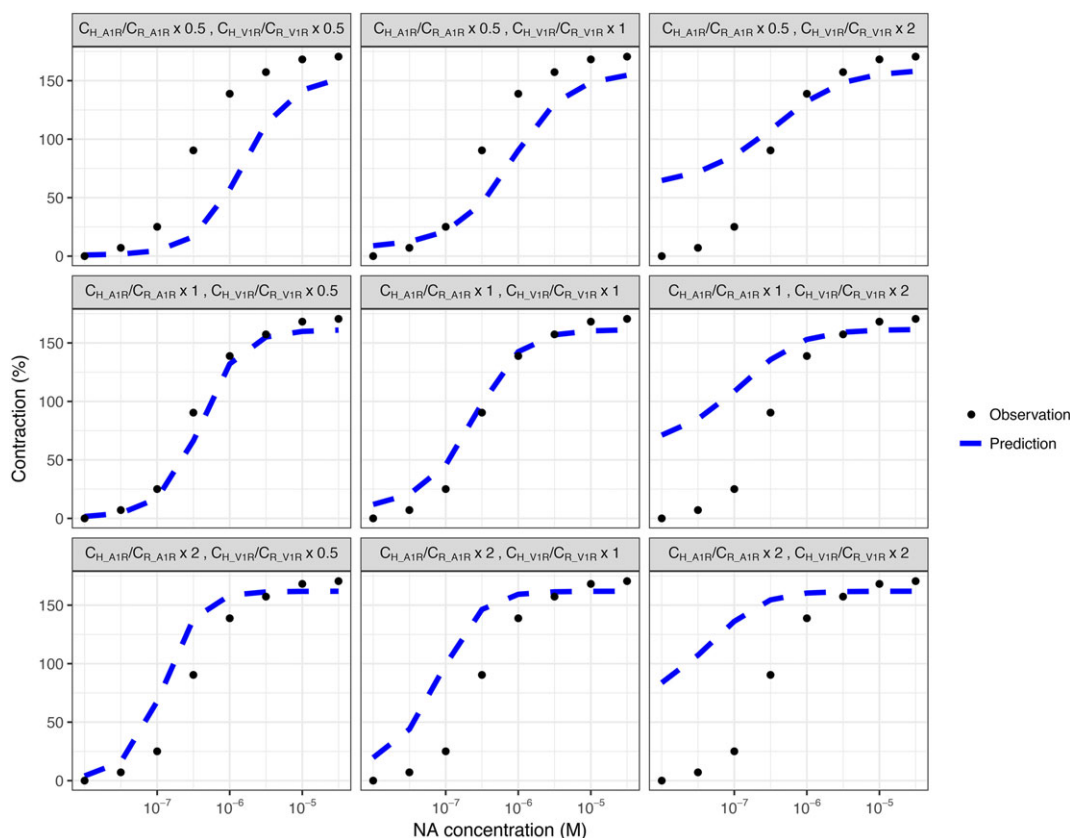 C_H_A1R/C_R_A1R x 0.5 , C_H_V1R/C_R_V1R x 0.5
C_H_A1R/C_R_A1R x 0.5 , C_H_V1R/C_R_V1R x 1
C_H_A1R/C_R_A1R x 0.5 , C_H_V1R/C_R_V1R x 2
150
100
50
0
C_H_A1R/C_R_A1R x 1 , C_H_V1R/C_R_V1R x 0.5
C_H_A1R/C_R_A1R x 1 , C_H_V1R/C_R_V1R x 1
C_H_A1R/C_R_A1R x 1 , C_H_V1R/C_R_V1R x 2
Contraction (%)
150
100
50
0
Observation
Prediction
C_H_A1R/C_R_A1R x 2 , C_H_V1R/C_R_V1R x 0.5
C_H_A1R/C_R_A1R x 2 , C_H_V1R/C_R_V1R x 1
C_H_A1R/C_R_A1R x 2 , C_H_V1R/C_R_V1R x 2
150
100
50
0
10⁻⁷ 10⁻⁶ 10⁻⁵
10⁻⁷ 10⁻⁶ 10⁻⁵
10⁻⁷ 10⁻⁶ 10⁻⁵
NA concentration (M)